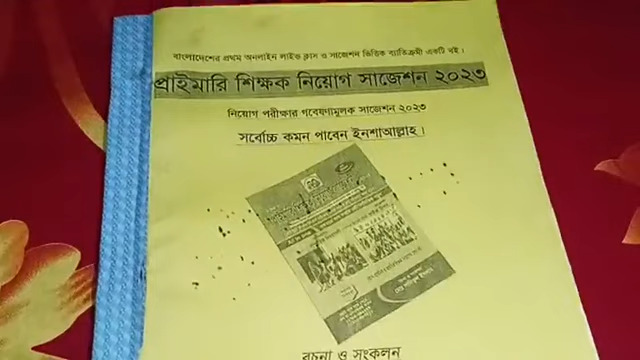 বাংলাদেশের প্রথম অনলাইন লাইভ ক্লাস ও সাজেশন ভিত্তিক ব্যতিক্রমী একটি বই।
প্রাইমারি শিক্ষক নিয়োগ সাজেশন ২০২৩
নিয়োগ পরীক্ষার গবেষণামূলক সাজেশন ২০২৩
সর্বোচ্চ কমন পাবেন ইনশাআল্লাহ।
রচনা ও সংকলন